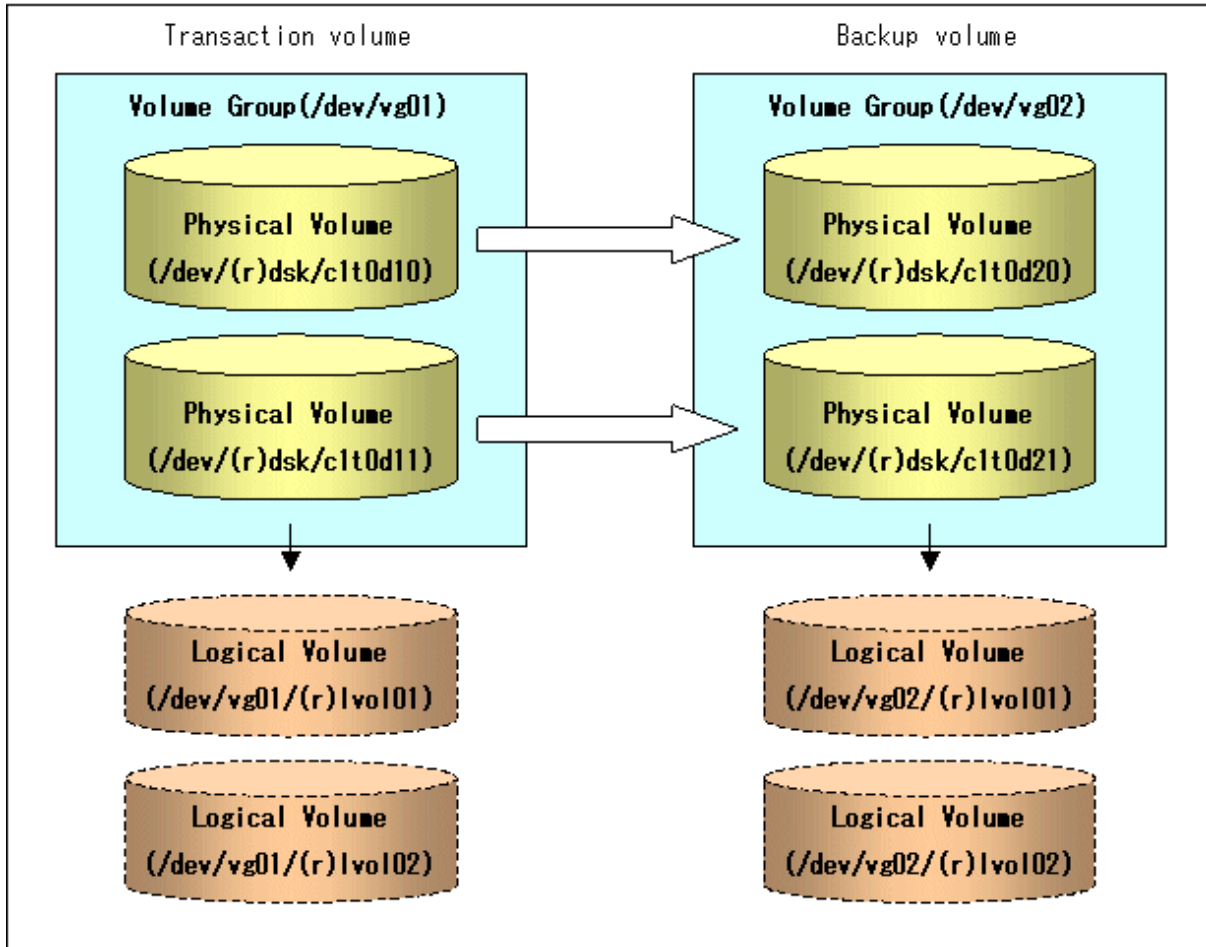 Transaction volume
Backup volume
Volume Group(/dev/vg01)
Physical Volume
(/dev/(r)dsk/c1t0d10)
Physical Volume
(/dev/(r)dsk/c1t0d11)
Volume Group(/dev/vg02)
Physical Volume
(/dev/(r)dsk/c1t0d20)
Physical Volume
(/dev/(r)dsk/c1t0d21)
Logical Volume
(/dev/vg01/(r)lvol01)
Logical Volume
(/dev/vg01/(r)lvol02)
Logical Volume
(/dev/vg02/(r)lvol01)
Logical Volume
(/dev/vg02/(r)lvol02)